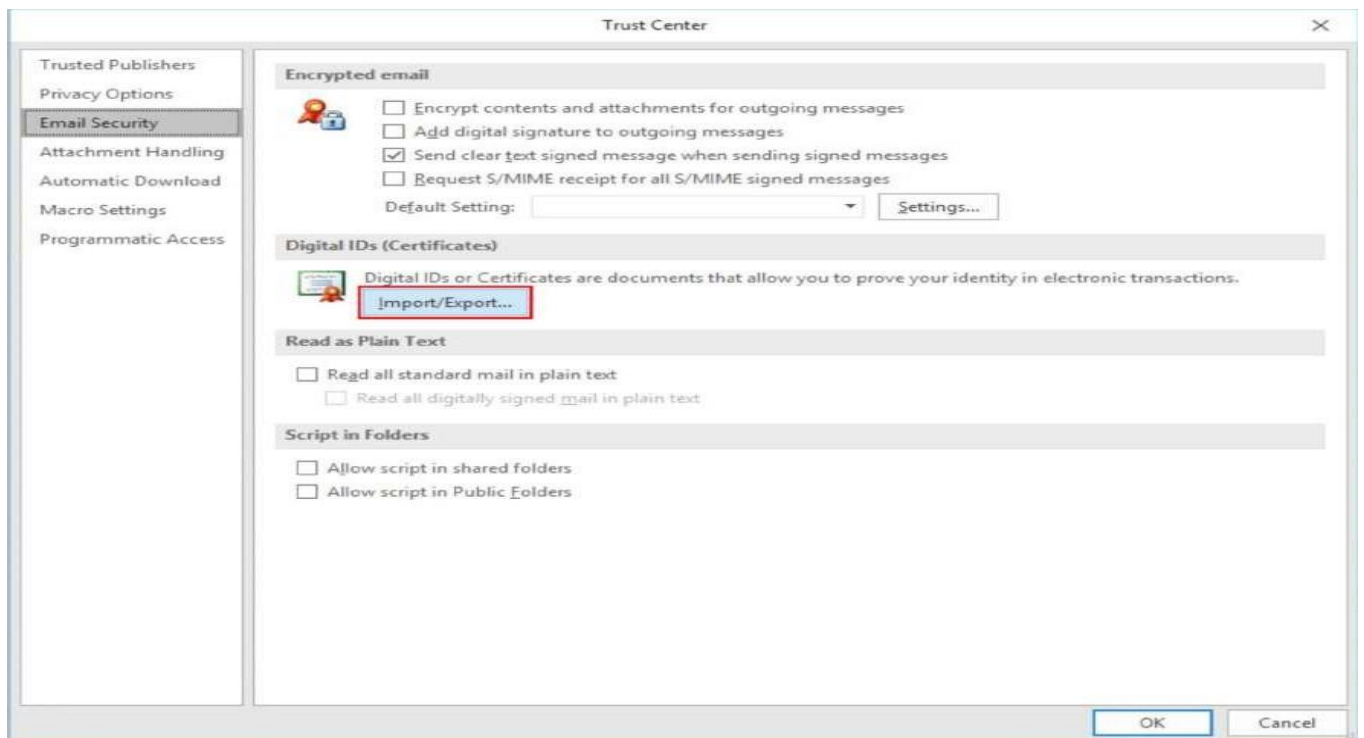 Trust Center
Trusted Publishers
Privacy Options
Email Security
Attachment Handling
Automatic Download
Macro Settings
Programmatic Access
Encrypted email
Encrypt contents and attachments for outgoing messages
Add digital signature to outgoing messages
Send clear text signed message when sending signed messages
Request S/MIME receipt for all S/MIME signed messages
Default Setting: Settings...
Digital IDs (Certificates)
Digital IDs or Certificates are documents that allow you to prove your identity in electronic transactions.
Import/Export...
Read as Plain Text
Read all standard mail in plain text
Read all digitally signed mail in plain text
Script in Folders
Allow script in shared folders
Allow script in Public Folders
OK Cancel